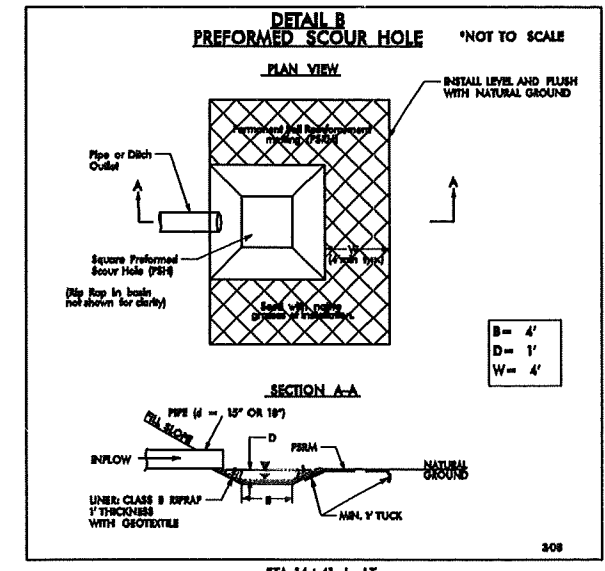 DETAIL B
PREFORMED SCOUR HOLE
*NOT TO SCALE
PLAN VIEW
INSTALL LEVEL AND FLUSH
WITH NATURAL GROUND
Permanent Soil Reinforcement
matting (PSRM)
Pipe or Ditch
Outlet
A
A
W
(4' min typ.)
Square Preformed
Scour Hole (PSH)
(Rip Rap in basin
not shown for clarity)
Seed with native
grasses at installation.
B= 4'
D= 1'
W= 4'
SECTION A-A
PIPE (d = 15" OR 18")
FILL SLOPE
D
PSRM
INFLOW
NATURAL
GROUND
B
LINER: CLASS B RIPRAP
1' THICKNESS
WITH GEOTEXTILE
MIN. 1' TUCK